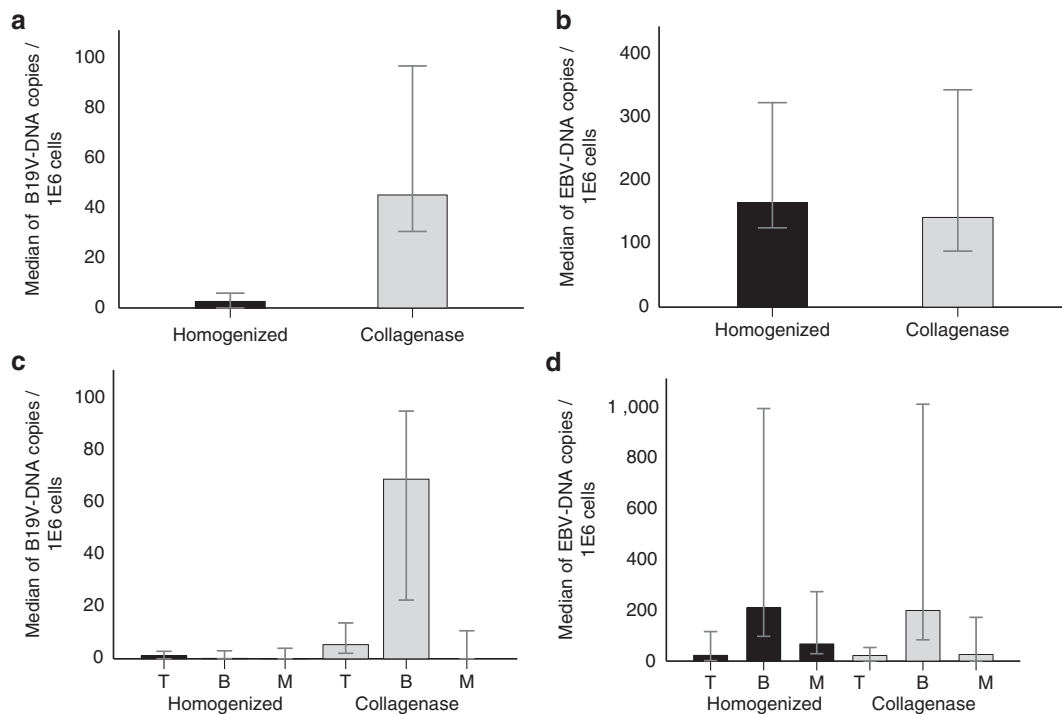 a
Median of B19V-DNA copies /
1E6 cells
100
80
60
40
20
0
Homogenized Collagenase
b
Median of EBV-DNA copies /
1E6 cells
400
300
200
100
0
Homogenized Collagenase
c
Median of B19V-DNA copies /
1E6 cells
100
80
60
40
20
0
T B M T B M
Homogenized Collagenase
d
Median of EBV-DNA copies /
1E6 cells
1 ,000
800
600
400
200
0
T B M T B M
Homogenized Collagenase